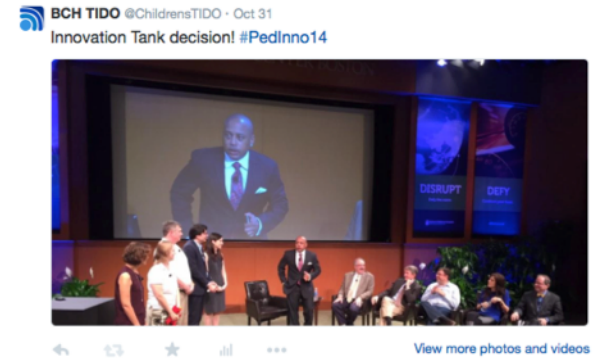 BCH TIDO @ChildrensTIDO · Oct 31
Innovation Tank decision! #PedInno14
DISRUPT
DEFY
View more photos and videos